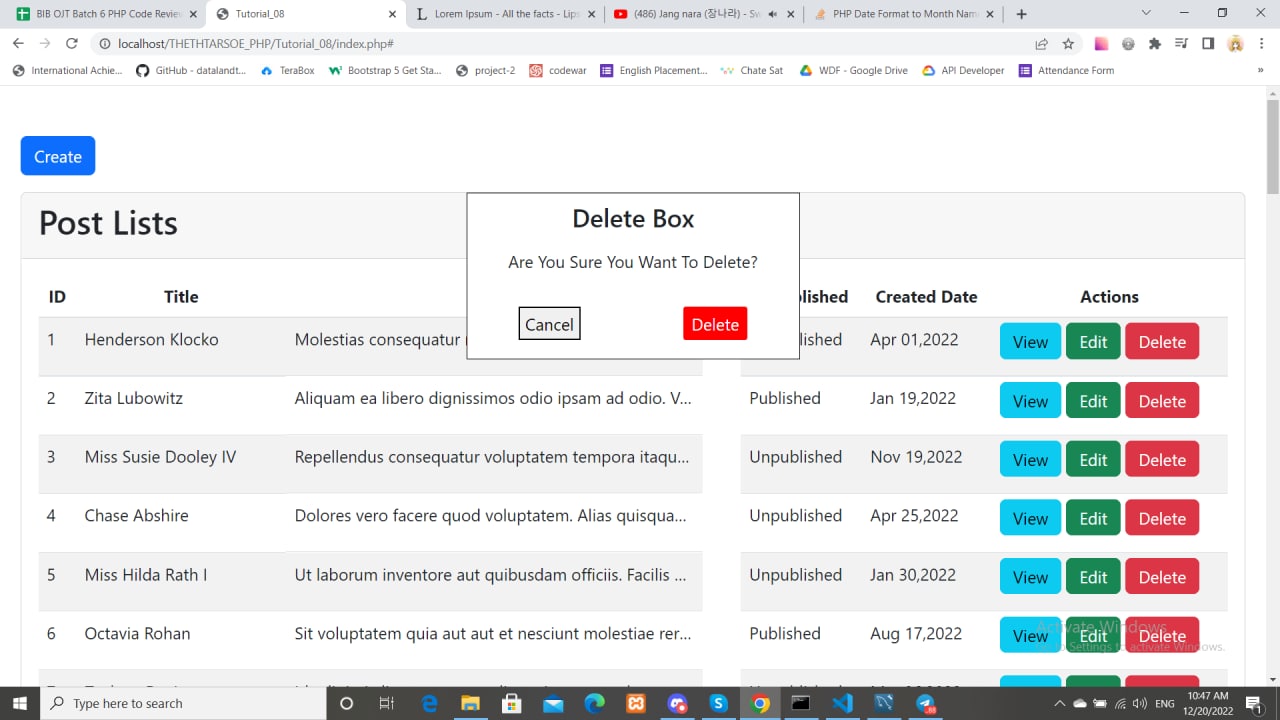 BIB OJT Batch 6 PHP Code Review
Tutorial_08
Lorem Ipsum - All the facts - Lips
(486) Jang nara (장나라) - Sw
PHP Date Format to Month Nam
localhost/THETHTARSOE_PHP/Tutorial_08/index.php#
International Achie...
GitHub - datalandt...
TeraBox
Bootstrap 5 Get Sta...
project-2
codewar
English Placement...
Chate Sat
WDF - Google Drive
API Developer
Attendance Form
»
Create
Post Lists
Delete Box
Are You Sure You Want To Delete?
Cancel Delete
ID Title lished Created Date Actions
1 Henderson Klocko Molestias consequatur lished Apr 01,2022 View Edit Delete
2 Zita Lubowitz Aliquam ea libero dignissimos odio ipsam ad odio. V... Published Jan 19,2022 View Edit Delete
3 Miss Susie Dooley IV Repellendus consequatur voluptatem tempora itaqu... Unpublished Nov 19,2022 View Edit Delete
4 Chase Abshire Dolores vero facere quod voluptatem. Alias quisqua... Unpublished Apr 25,2022 View Edit Delete
5 Miss Hilda Rath I Ut laborum inventore aut quibusdam officiis. Facilis ... Unpublished Jan 30,2022 View Edit Delete
6 Octavia Rohan Sit voluptatem quia aut aut et nesciunt molestiae rer... Published Aug 17,2022 View Edit Delete
Activate Windows
Go to Settings to activate Windows.
Type here to search
ENG
10:47 AM
12/20/2022